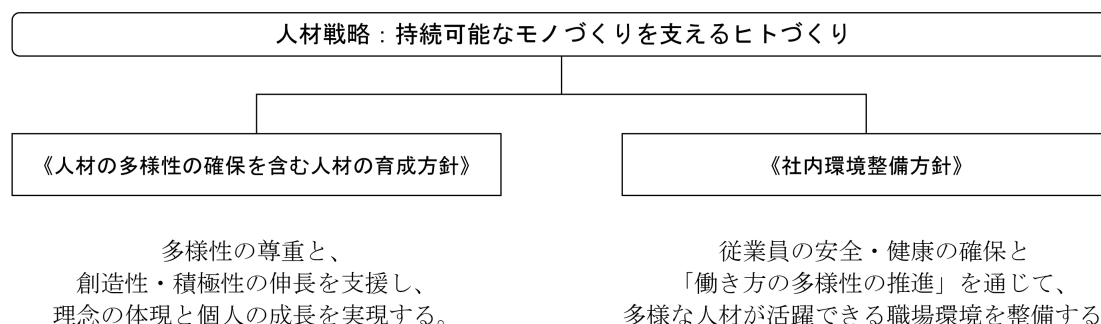 人材戦略：持続可能なモノづくりを支えるヒトづくり
《人材の多様性の確保を含む人材の育成方針》
多様性の尊重と、
創造性・積極性の伸長を支援し、
理念の体現と個人の成長を実現する。
《社内環境整備方針》
従業員の安全・健康の確保と
「働き方の多様性の推進」を通じて、
多様な人材が活躍できる職場環境を整備する